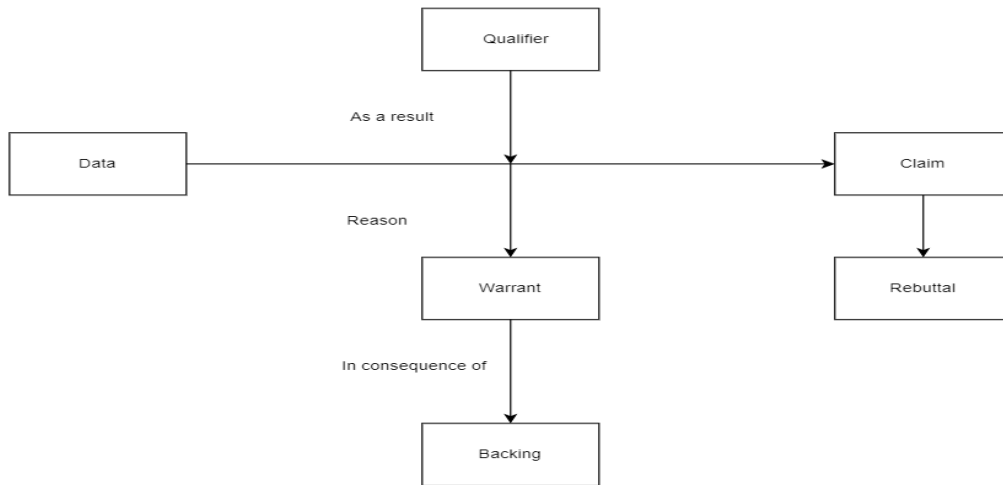 Qualifier
As a result
Data
Claim
Reason
Warrant
Rebuttal
In consequence of
Backing